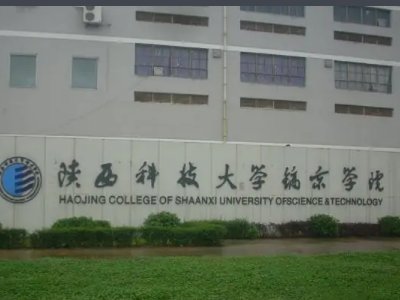 陕西科技大学镐京学院
HAOJING COLLEGE OF SHAANXI UNIVERSITY OFSCIENCE & TECHNOLOGY